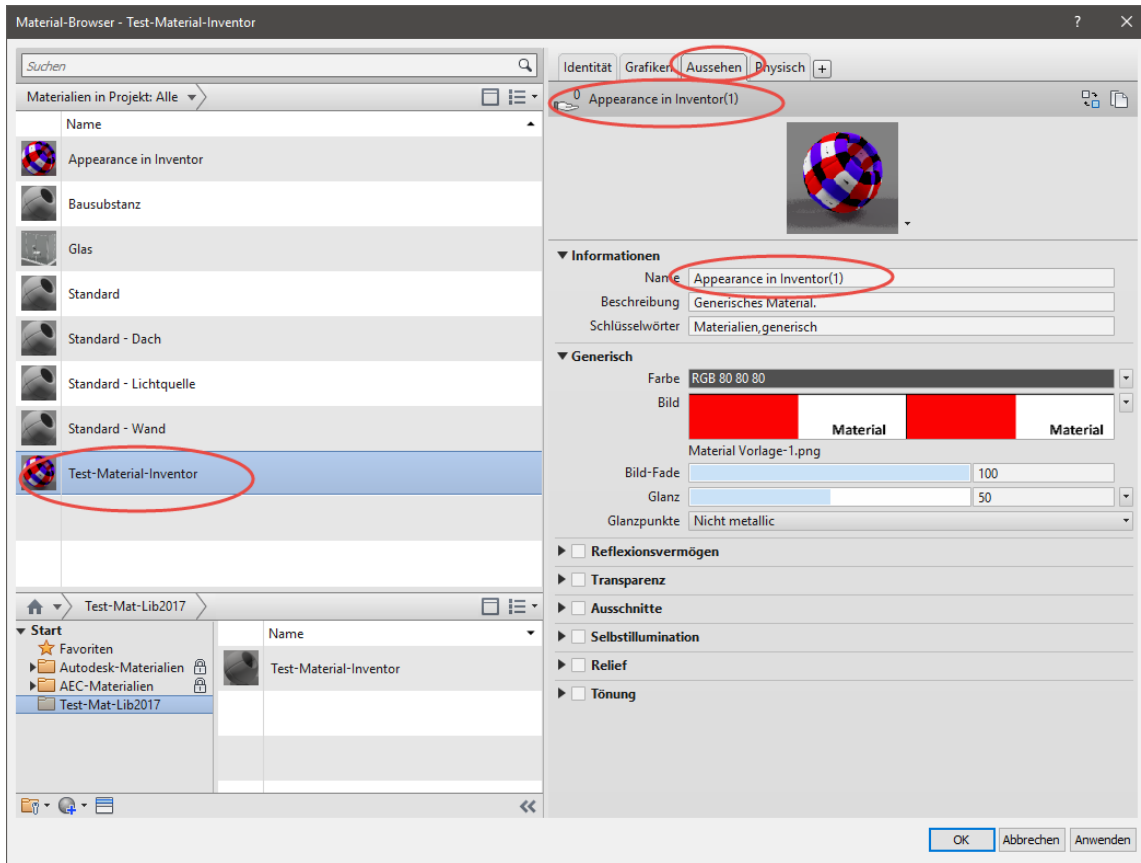 Material-Browser - Test-Material-Inventor
?
Suchen
Materialien in Projekt: Alle
Name
Appearance in Inventor
Bausubstanz
Glas
Standard
Standard - Dach
Standard - Lichtquelle
Standard - Wand
Test-Material-Inventor
Test-Mat-Lib2017
Start
Favoriten
Autodesk-Materialien
AEC-Materialien
Test-Mat-Lib2017
Name
Test-Material-Inventor
Identität Grafiken Aussehen Physisch +
0
Appearance in Inventor(1)
Informationen
Name Appearance in Inventor(1)
Beschreibung Generisches Material.
Schlüsselwörter Materialien,generisch
Generisch
Farbe RGB 80 80 80
Bild
Material Material
Material Vorlage-1.png
Bild-Fade 100
Glanz 50
Glanzpunkte Nicht metallic
Reflexionsvermögen
Transparenz
Ausschnitte
Selbstillumination
Relief
Tönung
OK Abbrechen Anwenden